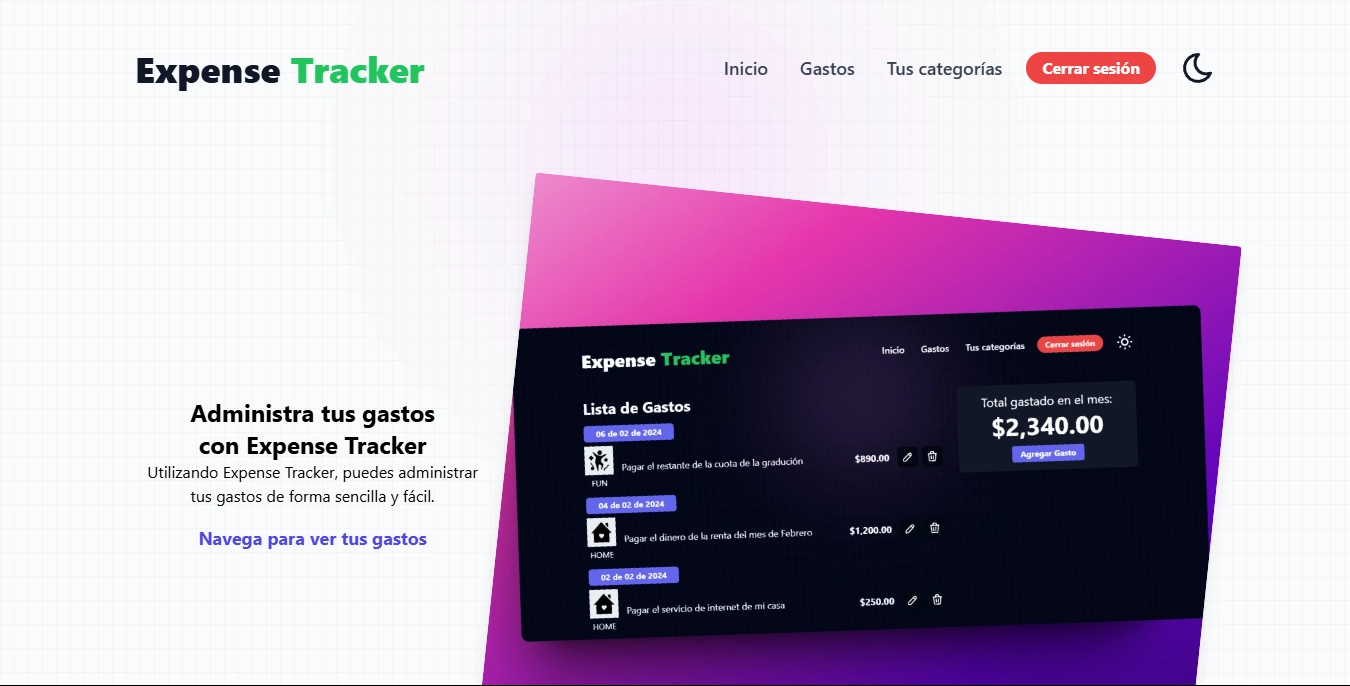 Expense Tracker
Inicio Gastos Tus categorías Cerrar sesión
Administra tus gastos
con Expense Tracker
Utilizando Expense Tracker, puedes administrar
tus gastos de forma sencilla y fácil.
Navega para ver tus gastos
Expense Tracker
Inicio Gastos Tus categorías Cerrar sesión
Lista de Gastos
06 de 02 de 2024
Pagar el restante de la cuota de la gradución $890.00
FUN
04 de 02 de 2024
Pagar el dinero de la renta del mes de Febrero $1,200.00
HOME
02 de 02 de 2024
Pagar el servicio de internet de mi casa $250.00
HOME
Total gastado en el mes:
$2,340.00
Agregar Gasto